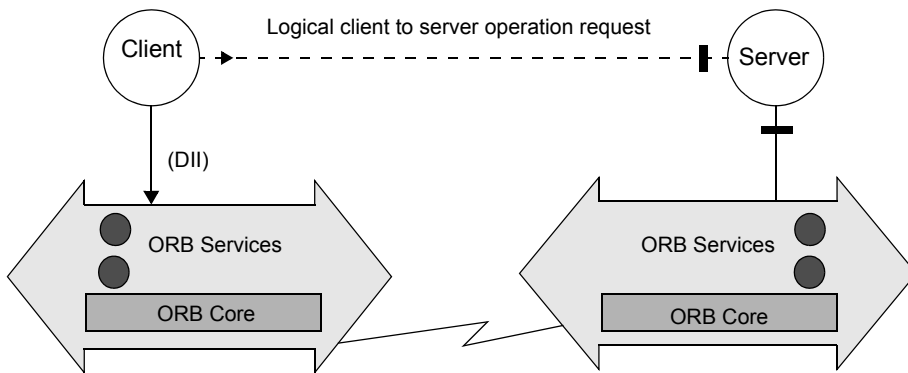 Logical client to server operation request
Client
Server
(DII)
ORB Services
ORB Services
ORB Core
ORB Core